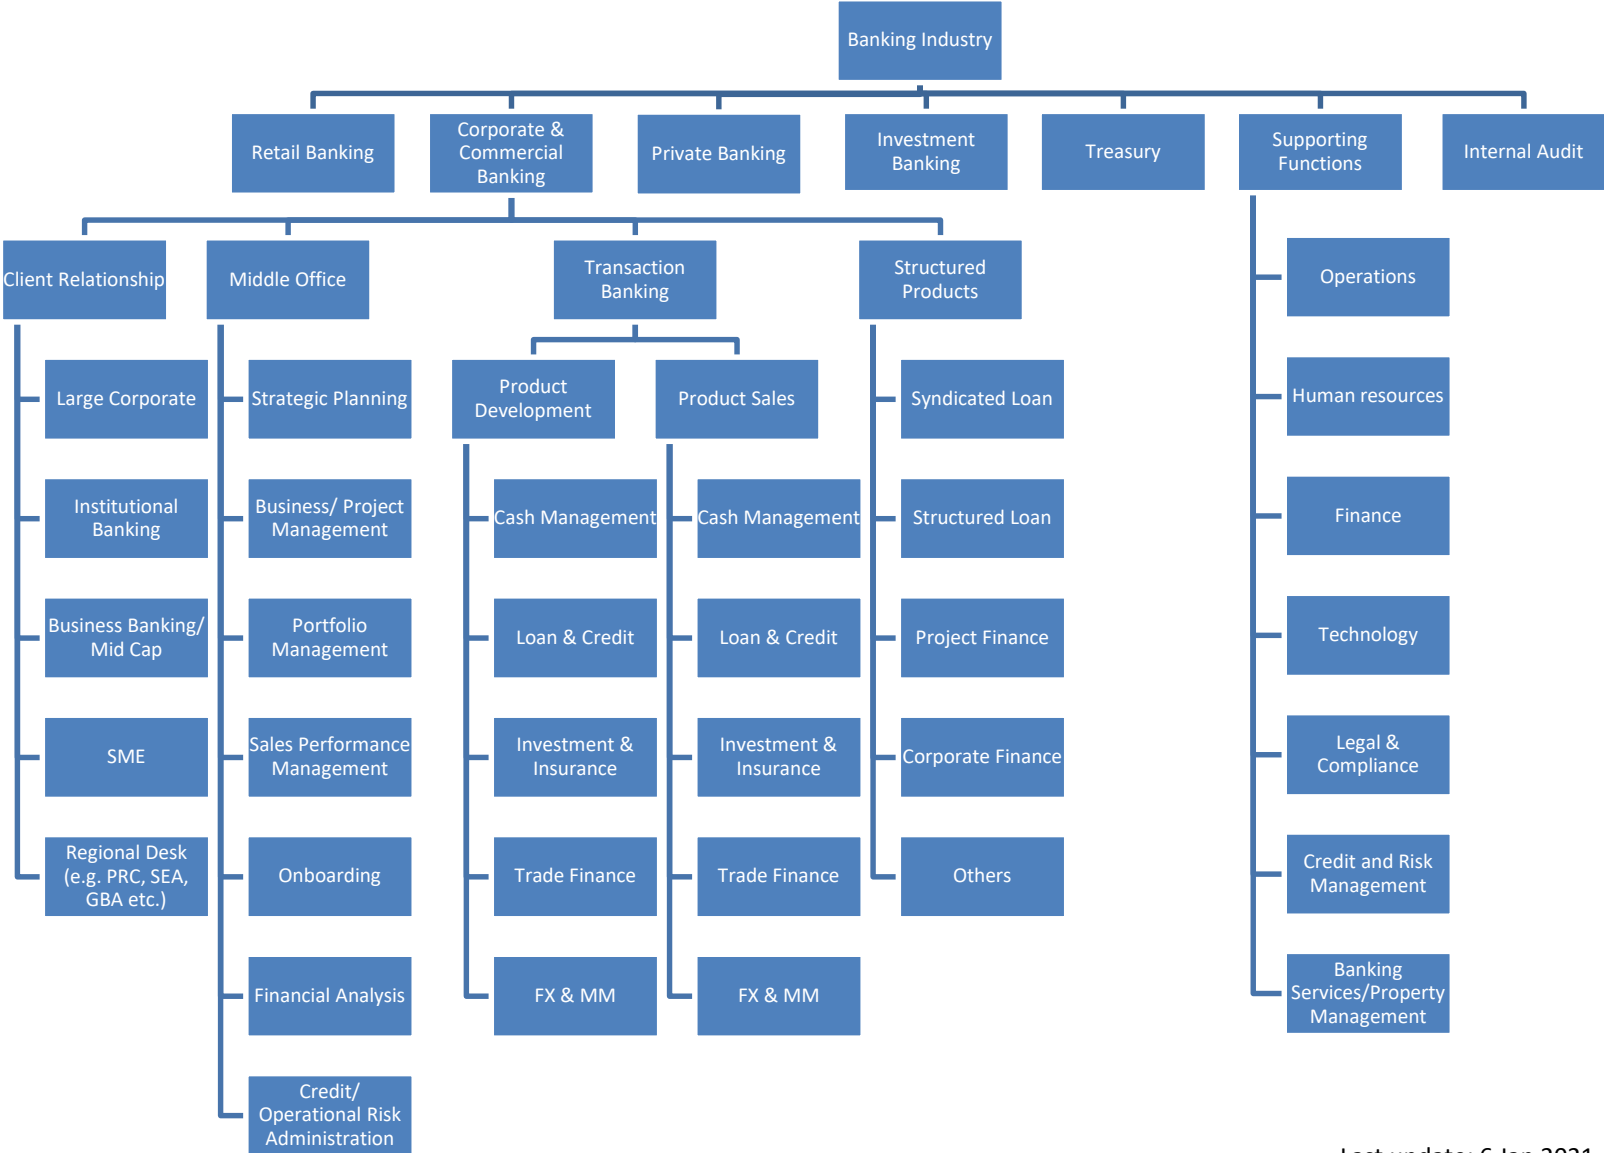 Banking Industry
Retail Banking
Corporate &
Commercial
Banking
Private Banking
Investment
Banking
Treasury
Supporting
Functions
Internal Audit
Client Relationship
Middle Office
Transaction
Banking
Structured
Products
Operations
Large Corporate
Strategic Planning
Product
Development
Product Sales
Syndicated Loan
Human resources
Institutional
Banking
Business/ Project
Management
Cash Management
Cash Management
Structured Loan
Finance
Business Banking/
Mid Cap
Portfolio
Management
Loan & Credit
Loan & Credit
Project Finance
Technology
SME
Sales Performance
Management
Investment &
Insurance
Investment &
Insurance
Corporate Finance
Legal &
Compliance
Regional Desk
(e.g. PRC, SEA,
GBA etc.)
Onboarding
Trade Finance
Trade Finance
Others
Credit and Risk
Management
Financial Analysis
FX & MM
FX & MM
Banking
Services/Property
Management
Credit/
Operational Risk
Administration
Last update: 6 Jan 2021